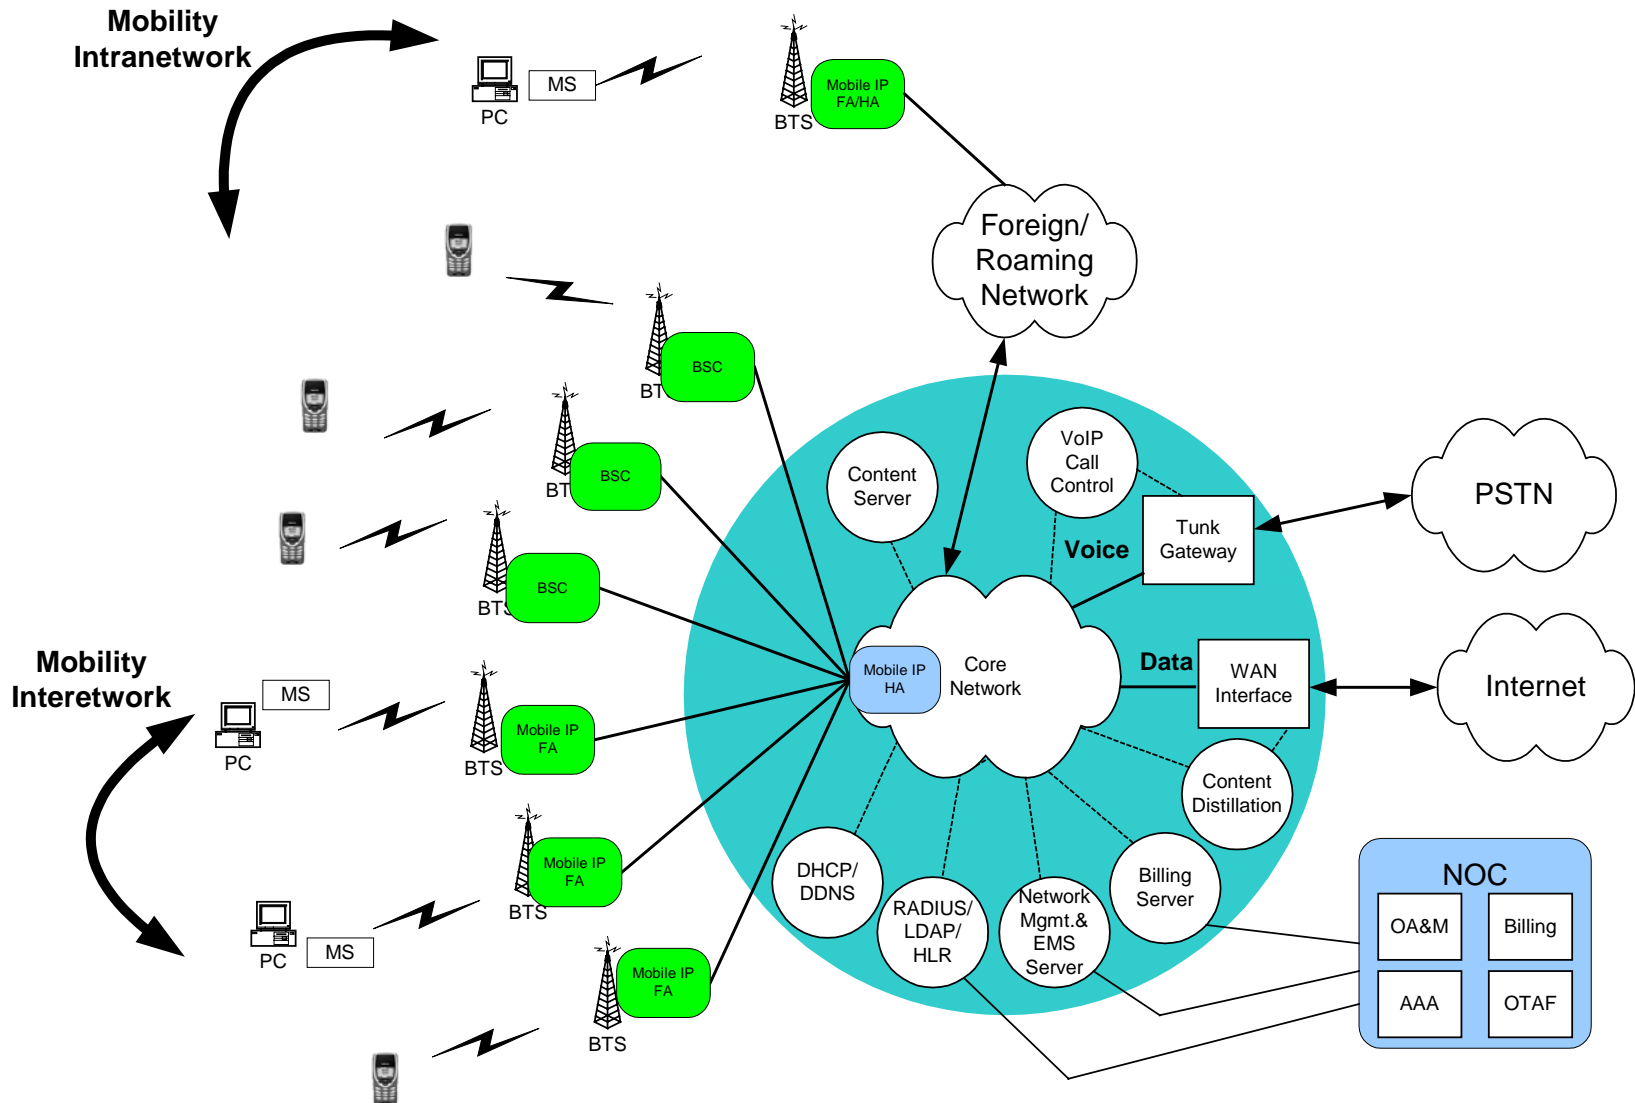 Mobility
Intranetwork
PC
MS
BTS
Mobile IP
FA/HA
Foreign/
Roaming
Network
BTS
BSC
BTS
BSC
BTS
BSC
Content
Server
VoIP
Call
Control
Voice
Tunk
Gateway
PSTN
Mobility
Interetwork
MS
PC
BTS
Mobile IP
FA
Mobile IP
HA
Core
Network
Data
WAN
Interface
Internet
Content
Distillation
PC
MS
BTS
Mobile IP
FA
BTS
Mobile IP
FA
DHCP/
DDNS
RADIUS/
LDAP/
HLR
Network
Mgmt.&
EMS
Server
Billing
Server
NOC
OA&M
Billing
AAA
OTAF